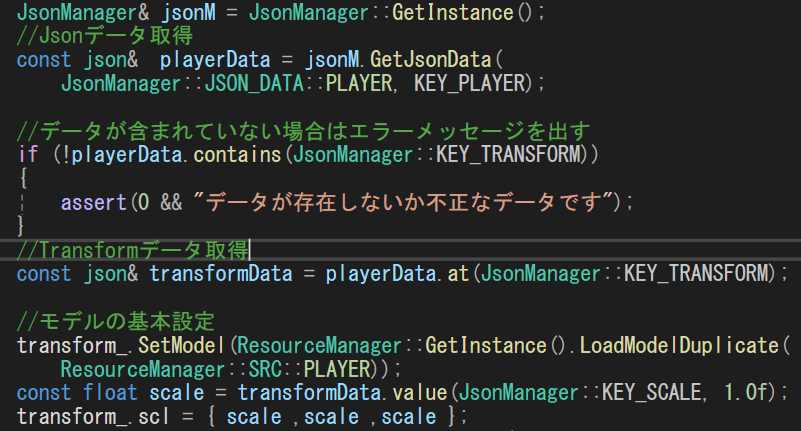 JsonManager& jsonM = JsonManager::GetInstance();
//Jsonデータ取得
const json&  playerData = jsonM.GetJsonData(
JsonManager::JSON_DATA::PLAYER, KEY_PLAYER);
//データが含まれていない場合はエラーメッセージを出す
if (!playerData.contains(JsonManager::KEY_TRANSFORM))
{
assert(0 && "データが存在しないか不正なデータです");
}
//Transformデータ取得
const json& transformData = playerData.at(JsonManager::KEY_TRANSFORM);
//モデルの基本設定
transform_.SetModel(ResourceManager::GetInstance().LoadModelDuplicate(
ResourceManager::SRC::PLAYER));
const float scale = transformData.value(JsonManager::KEY_SCALE, 1.0f);
transform_.scl = { scale ,scale ,scale };